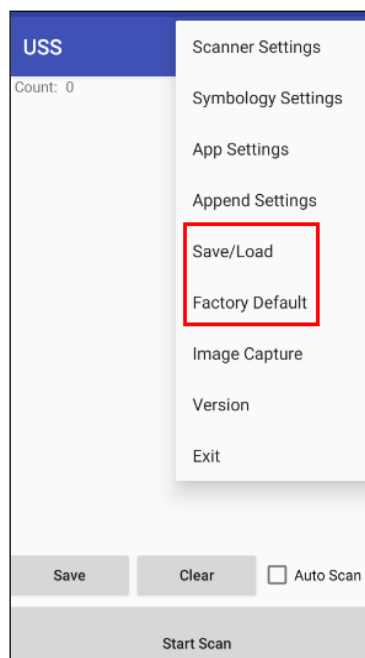 USS
Count: 0
Scanner Settings
Symbology Settings
App Settings
Append Settings
Save/Load
Factory Default
Image Capture
Version
Exit
Save Clear Auto Scan
Start Scan